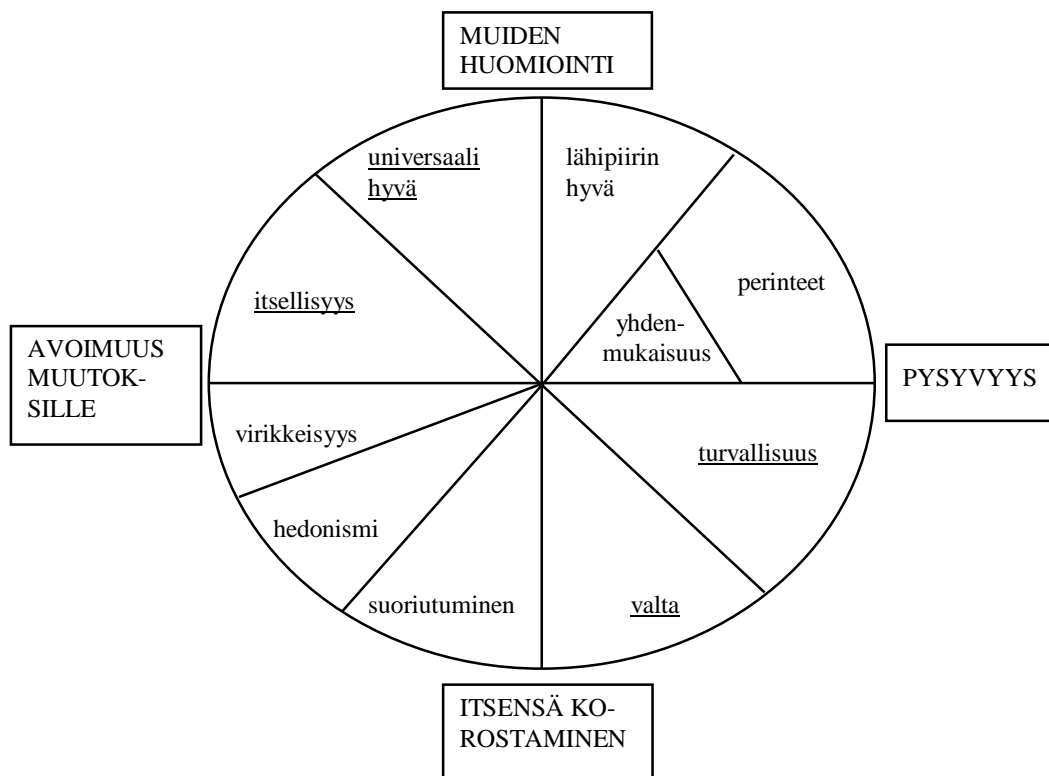 MUIDEN
HUOMIOINTI
universaali
hyvä
lähipiirin
hyvä
perinteet
itsellisyys
yhden-
mukaisuus
AVOIMUUS
MUUTOK-
SILLE
PYSYVYYS
virikkeisyys
turvallisuus
hedonismi
suoriutuminen
valta
ITSENSÄ KO-
ROSTAMINEN